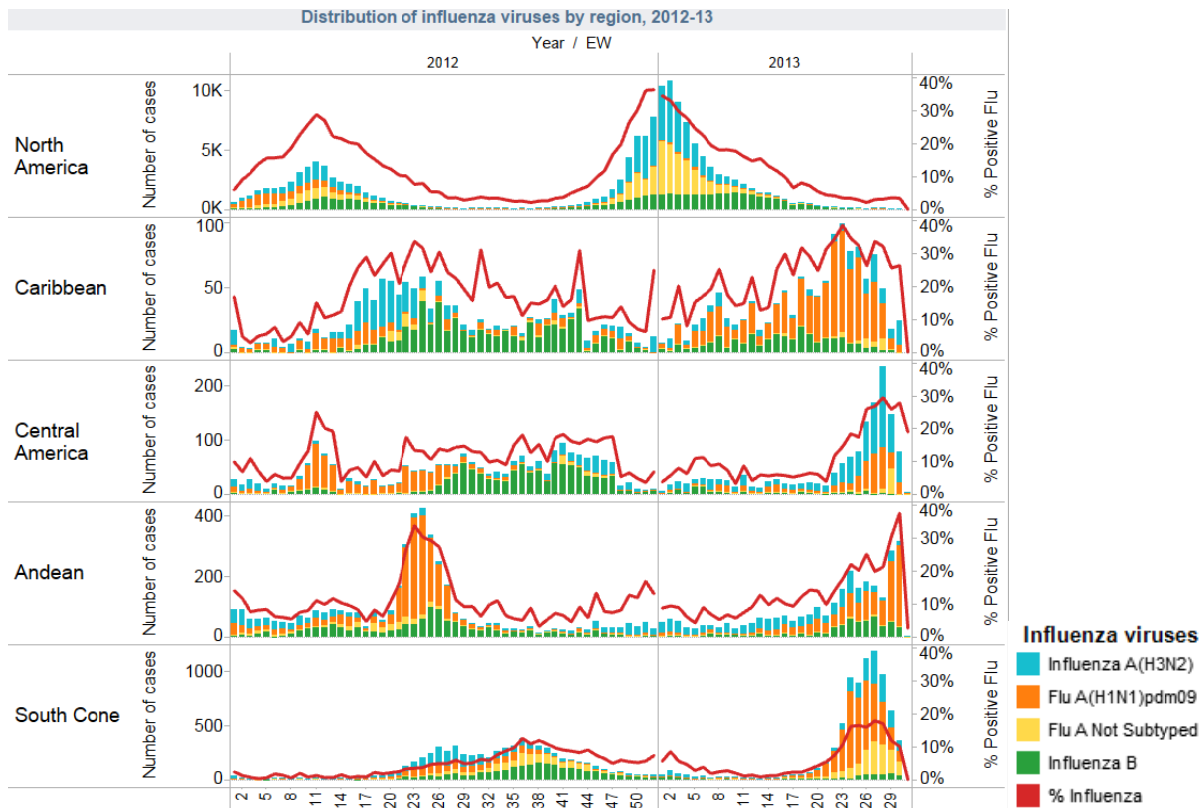 Distribution of influenza viruses by region, 2012-13
Year / EW
2012 2013
North America
Number of cases
10K
5K
0K
40%
30%
20%
10%
0%
% Positive Flu
Caribbean
Number of cases
100
50
0
40%
30%
20%
10%
0%
% Positive Flu
Central America
Number of cases
200
100
0
40%
30%
20%
10%
0%
% Positive Flu
Andean
Number of cases
400
200
0
40%
30%
20%
10%
0%
% Positive Flu
South Cone
Number of cases
1000
500
0
40%
30%
20%
10%
0%
% Positive Flu
2 5 8 11 14 17 20 23 26 29 32 35 38 41 44 47 50 2 5 8 11 14 17 20 23 26 29
Influenza viruses
Influenza A(H3N2)
Flu A(H1N1)pdm09
Flu A Not Subtyped
Influenza B
% Influenza